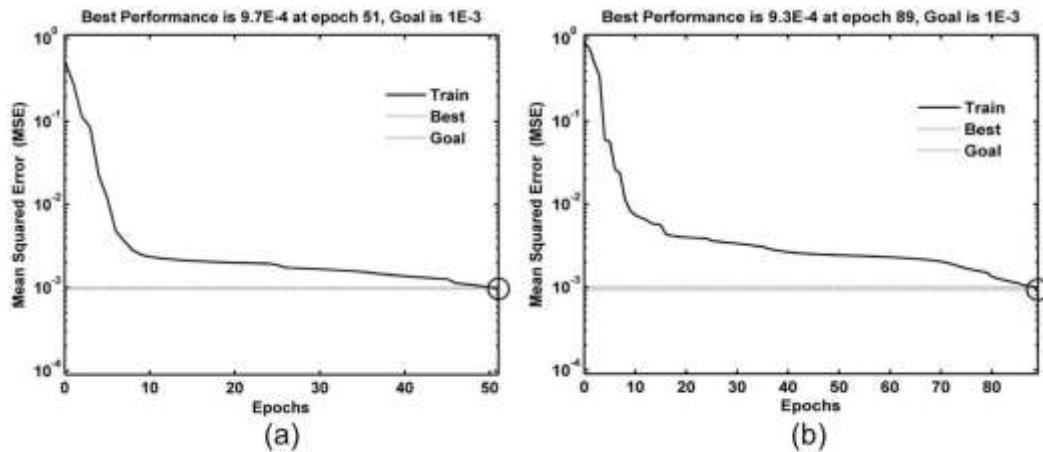 Best Performance is 9.7E-4 at epoch 51, Goal is 1E-3
Mean Squared Error (MSE)
10^0
10^-1
10^-2
10^-3
10^-4
Train
Best
Goal
0 10 20 30 40 50
Epochs
(a)
Best Performance is 9.3E-4 at epoch 89, Goal is 1E-3
Mean Squared Error (MSE)
10^0
10^-1
10^-2
10^-3
10^-4
Train
Best
Goal
0 10 20 30 40 50 60 70 80
Epochs
(b)